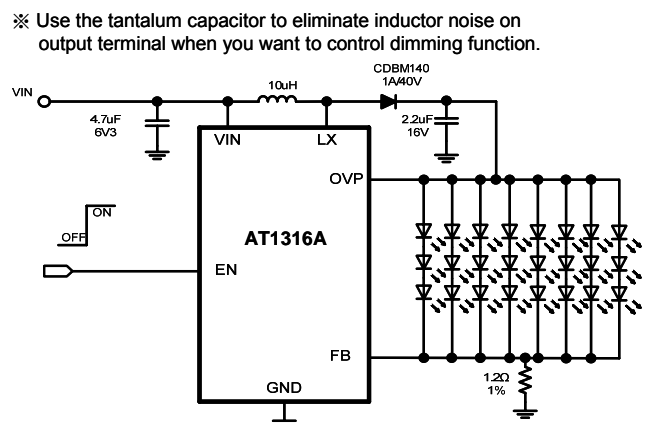 ※ Use the tantalum capacitor to eliminate inductor noise on
output terminal when you want to control dimming function.
CDBM140
1A/40V
10uH
VIN
4.7uF
6V3
2.2uF
16V
VIN
LX
OVP
ON
OFF
AT1316A
EN
FB
1.2Ω
1%
GND